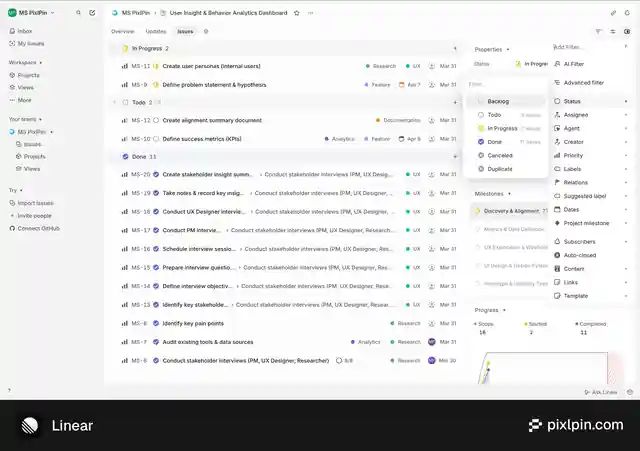 MS PixlPin
Inbox
My issues
Workspace
Projects
Views
More
Your teams
MS PixlPin
Issues
Projects
Views
Try
Import issues
Invite people
Connect GitHub
MS PixlPin › User Insight & Behavior Analytics Dashboard
Overview Updates Issues
In Progress 2
MS-11 Create user personas (internal users) Research UX Mar 31
MS-9 Define problem statement & hypothesis Feature Apr 7
Todo 2
MS-12 Create alignment summary document Documentation Mar 31
MS-10 Define success metrics (KPIs) Analytics Feature Apr 9
Done 11
MS-20 Create stakeholder insight summ... › Conduct stakeholder interviews (PM, UX Design... UX Mar 31
MS-19 Take notes & record key insig... › Conduct stakeholder interviews (PM, UX Designer,... UX Mar 31
MS-18 Conduct UX Designer intervie... › Conduct stakeholder interviews (PM, UX Designer,... UX Mar 31
MS-17 Conduct PM intervie... › Conduct stakeholder interviews (PM, UX Designer, Resear... UX Mar 31
MS-16 Schedule interview sessio... › Conduct stakeholder interviews (PM, UX Designer, Res... UX Mar 31
MS-15 Prepare interview questio... › Conduct stakeholder interviews (PM, UX Designer, Re... UX Mar 31
MS-14 Define interview objectiv... › Conduct stakeholder interviews (PM, UX Designer, Rese... UX Mar 31
MS-13 Identify key stakeholde... › Conduct stakeholder interviews (PM, UX Designer, Resear... UX Mar 31
MS-8 Identify key pain points Research Mar 31
MS-7 Audit existing tools & data sources Analytics Research Mar 31
MS-6 Conduct stakeholder interviews (PM, UX Designer, Researcher) 8/8 Research Mar 30
Properties
Status In Progres
Filter...
Backlog
Todo
In Progress
Done
Canceled
Duplicate
Milestones
Discovery & Alignment
Progress
Scope Started Completed
16 2 11
Add Filter...
AI Filter
Advanced filter
Status
Assigned
Agent
Creator
Priority
Labels
Relations
Suggested label
Dates
Project milestone
Subscribers
Auto-closed
Content
Links
Template
Ask Linear
Linear
pixlpin.com